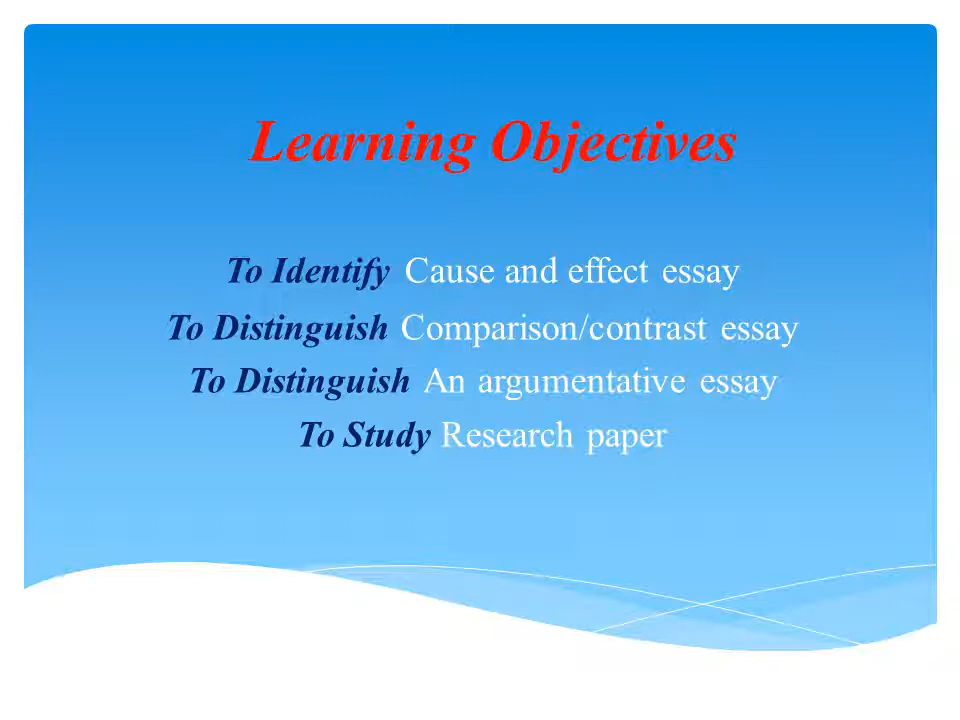 Learning Objectives
To Identify Cause and effect essay
To Distinguish Comparison/contrast essay
To Distinguish An argumentative essay
To Study Research paper